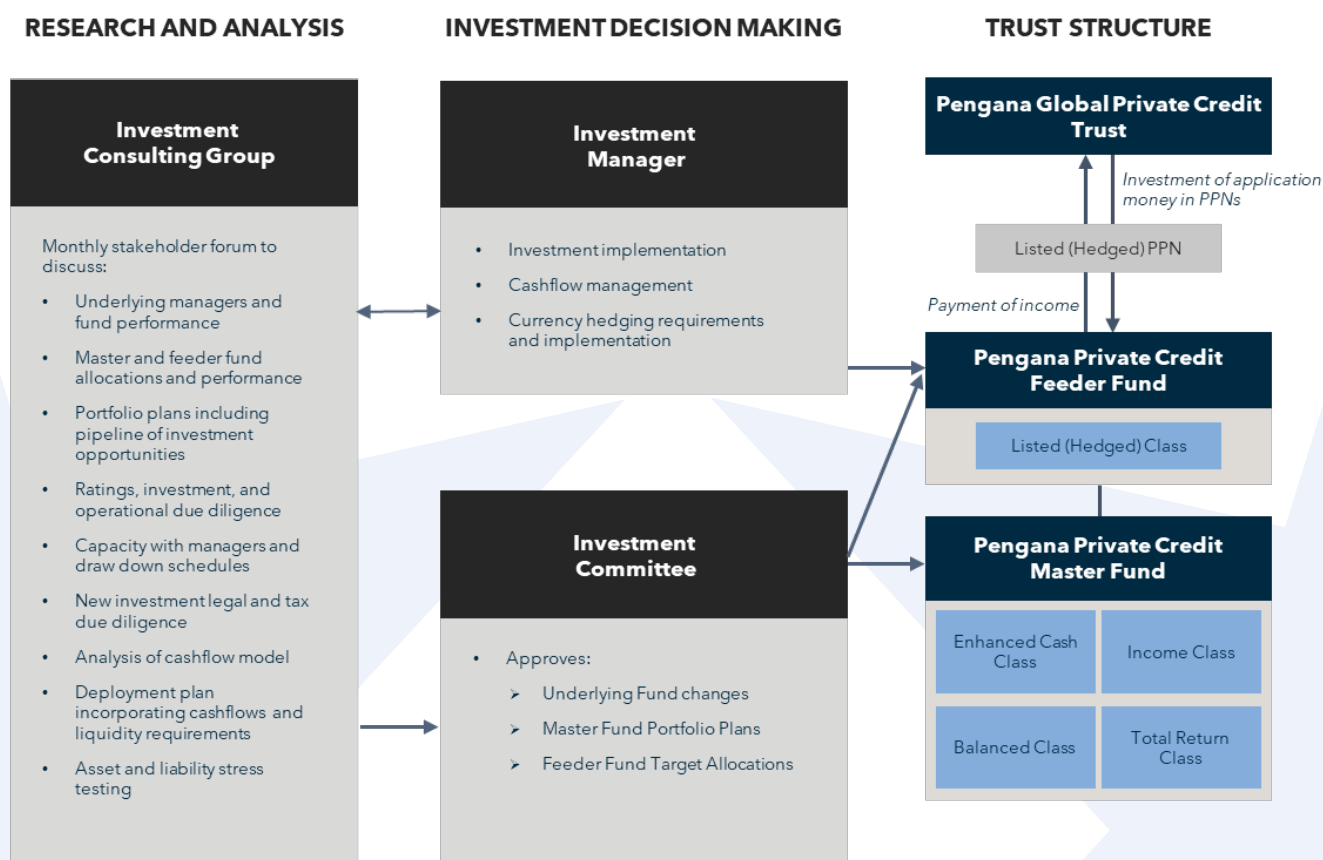 RESEARCH AND ANALYSIS
Investment
Consulting Group
Monthly stakeholder forum to
discuss:
• Underlying managers and
fund performance
• Master and feeder fund
allocations and performance
• Portfolio plans including
pipeline of investment
opportunities
• Ratings, investment, and
operational due diligence
• Capacity with managers and
draw down schedules
• New investment legal and tax
due diligence
• Analysis of cashflow model
• Deployment plan
incorporating cashflows and
liquidity requirements
• Asset and liability stress
testing
INVESTMENT DECISION MAKING
Investment
Manager
• Investment implementation
• Cashflow management
• Currency hedging requirements
and implementation
Investment
Committee
• Approves:
➢ Underlying Fund changes
➢ Master Fund Portfolio Plans
➢ Feeder Fund Target Allocations
TRUST STRUCTURE
Pengana Global Private Credit
Trust
Investment of application
money in PPNs
Listed (Hedged) PPN
Payment of income
Pengana Private Credit
Feeder Fund
Listed (Hedged) Class
Pengana Private Credit
Master Fund
Enhanced Cash
Class
Income Class
Balanced Class
Total Return
Class